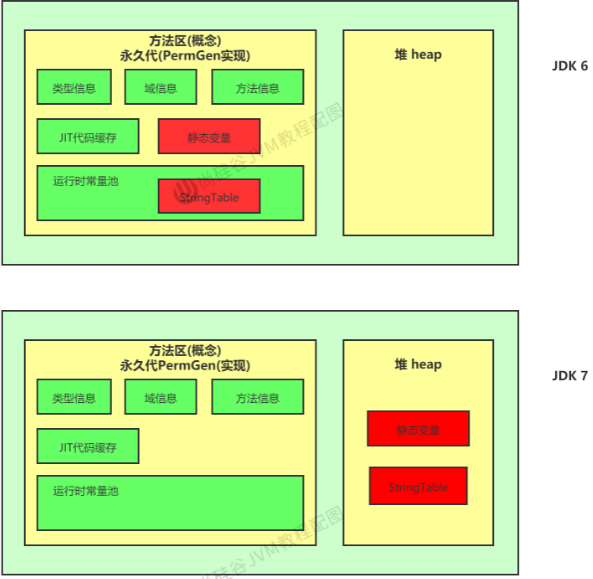 方法区(概念)
永久代(PermGen实现)
堆 heap
JDK 6
类型信息
域信息
方法信息
JIT代码缓存
静态变量
运行时常量池
StringTable
尚硅谷JVM教程配图
方法区(概念)
永久代PermGen(实现)
堆 heap
JDK 7
类型信息
域信息
方法信息
静态变量
JIT代码缓存
运行时常量池
StringTable
尚硅谷JVM教程配图